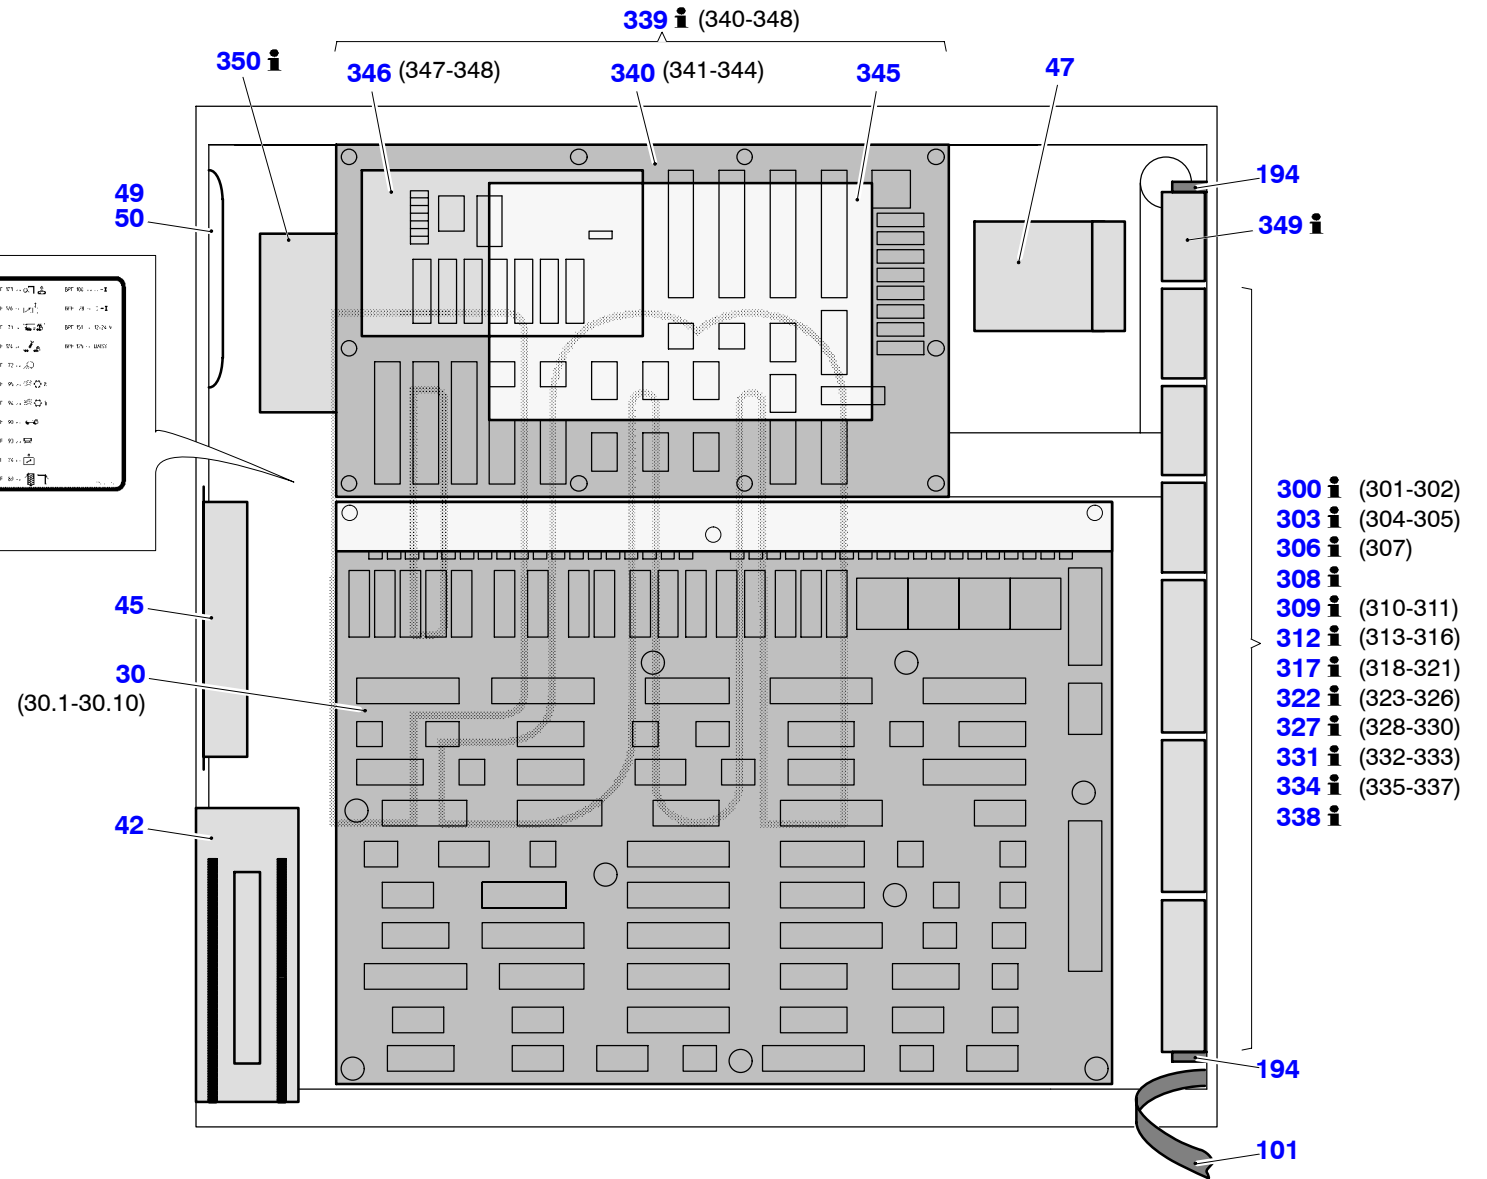 339 i (340-348)
350 i
346 (347-348)
340 (341-344)
345
47
49
50
194
349 i
300 i (301-302)
303 i (304-305)
306 i (307)
308 i
309 i (310-311)
312 i (313-316)
317 i (318-321)
322 i (323-326)
327 i (328-330)
331 i (332-333)
334 i (335-337)
338 i
45
30
(30.1-30.10)
42
194
101